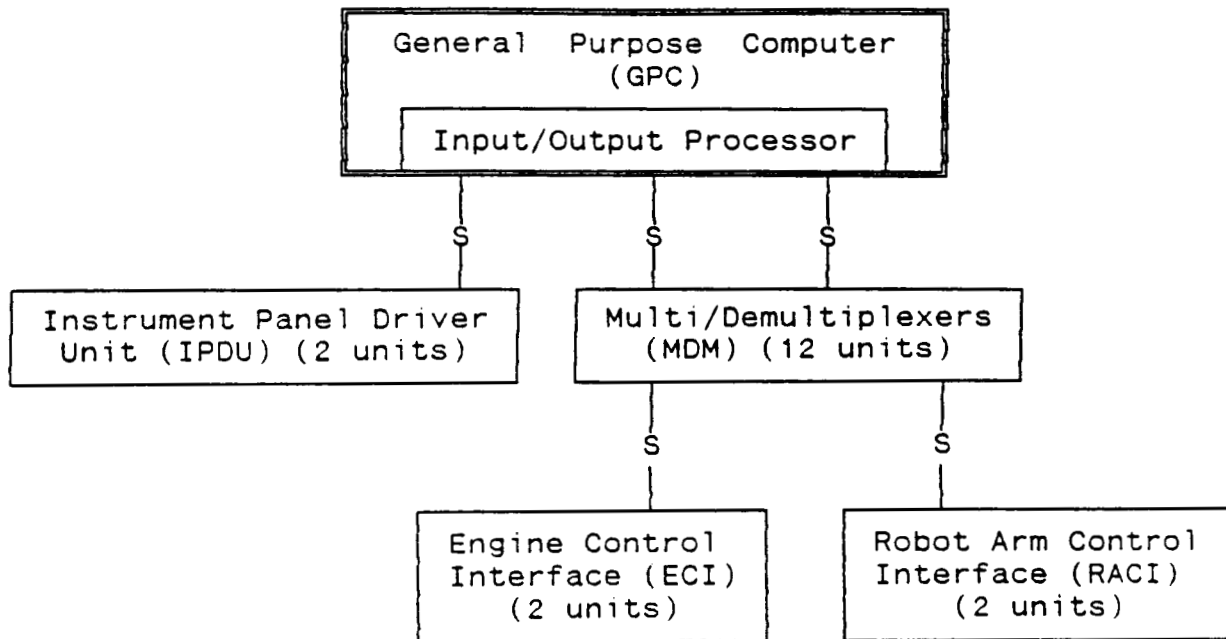 General Purpose Computer
(GPC)
Input/Output Processor
S
S
S
Instrument Panel Driver
Unit (IPDU) (2 units)
Multi/Demultiplexers
(MDM) (12 units)
S
S
Engine Control
Interface (ECI)
(2 units)
Robot Arm Control
Interface (RACI)
(2 units)